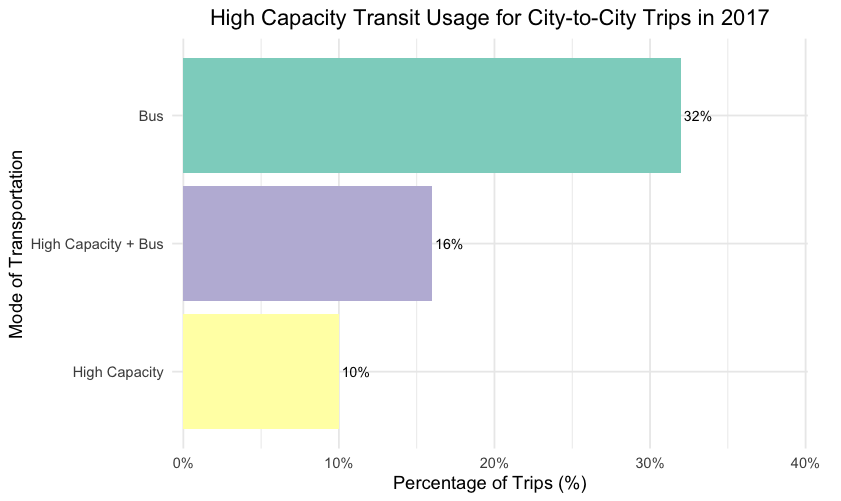 High Capacity Transit Usage for City-to-City Trips in 2017
Mode of Transportation
Bus
32%
High Capacity + Bus
16%
High Capacity
10%
0% 10% 20% 30% 40%
Percentage of Trips (%)